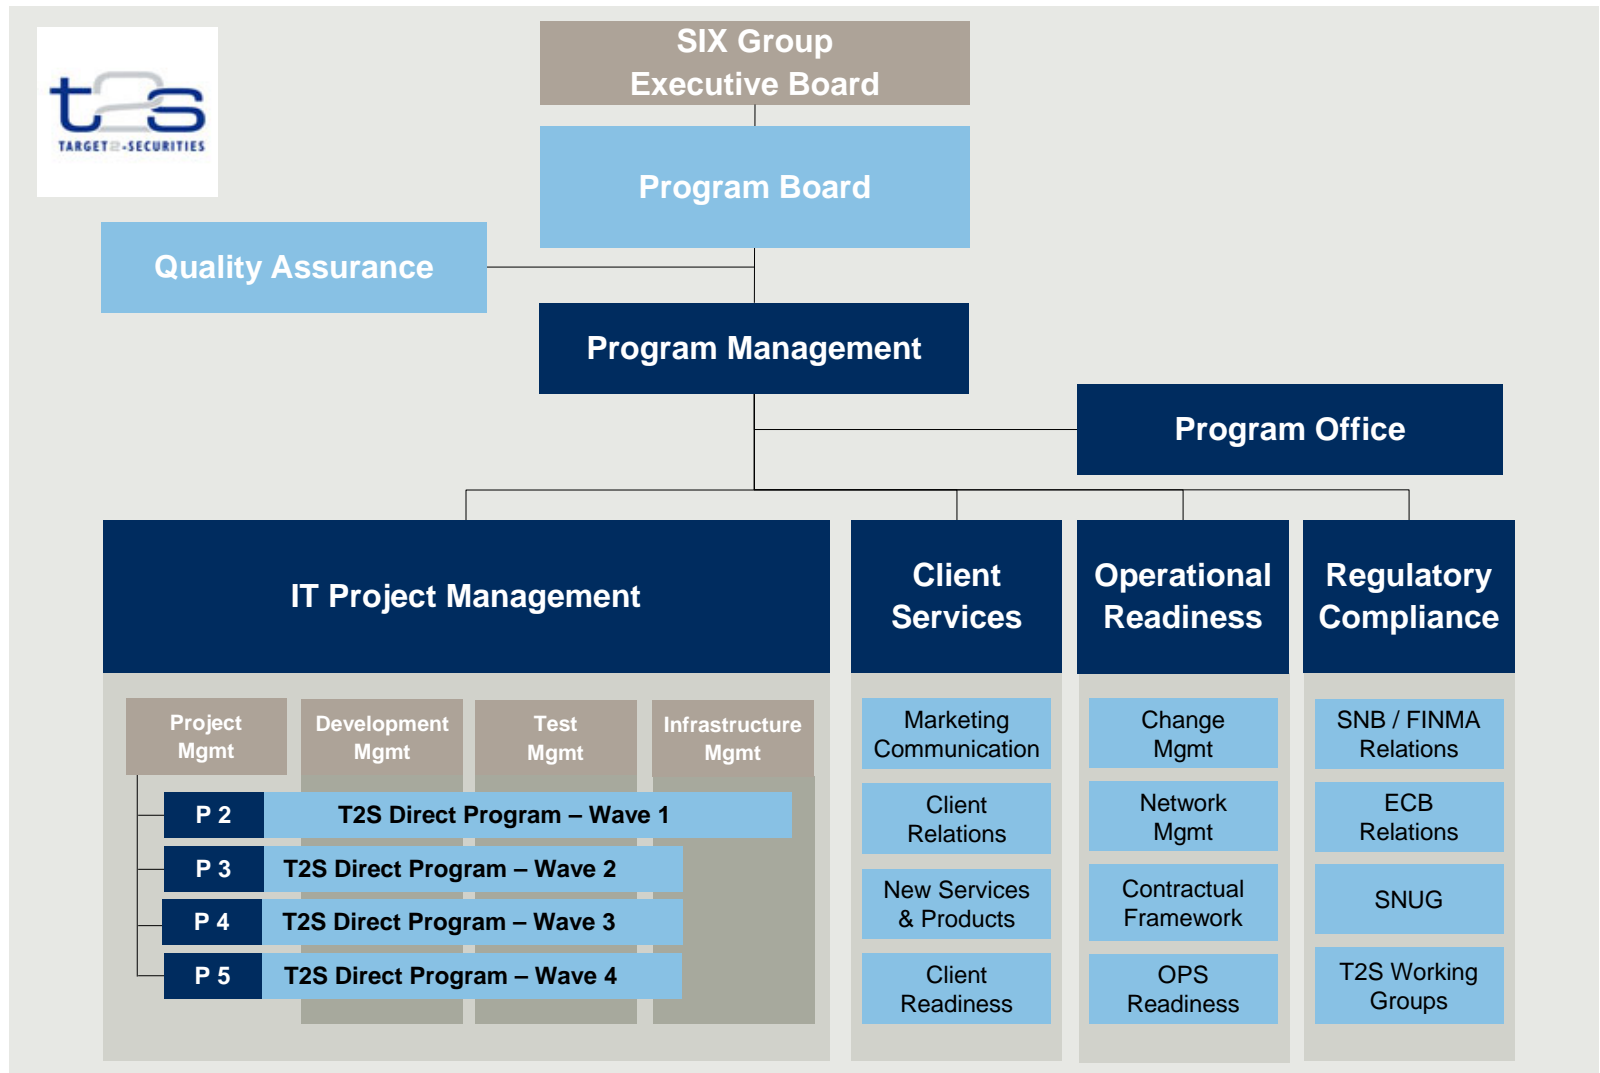 t2s
TARGET2-SECURITIES
SIX Group
Executive Board
Program Board
Quality Assurance
Program Management
Program Office
IT Project Management
Client
Services
Operational
Readiness
Regulatory
Compliance
Project
Mgmt
Development
Mgmt
Test
Mgmt
Infrastructure
Mgmt
P 2
T2S Direct Program – Wave 1
P 3
T2S Direct Program – Wave 2
P 4
T2S Direct Program – Wave 3
P 5
T2S Direct Program – Wave 4
Marketing
Communication
Client
Relations
New Services
& Products
Client
Readiness
Change
Mgmt
Network
Mgmt
Contractual
Framework
OPS
Readiness
SNB / FINMA
Relations
ECB
Relations
SNUG
T2S Working
Groups